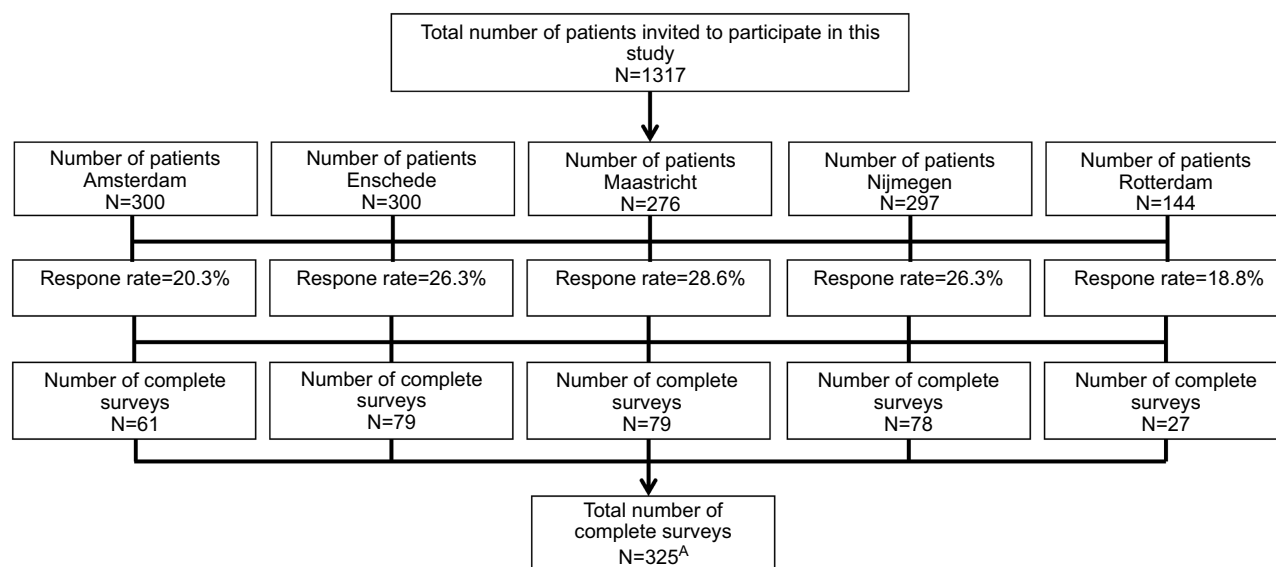 Total number of patients invited to participate in this
study
N=1317
Number of patients
Amsterdam
N=300
Number of patients
Enschede
N=300
Number of patients
Maastricht
N=276
Number of patients
Nijmegen
N=297
Number of patients
Rotterdam
N=144
Respone rate=20.3%
Respone rate=26.3%
Respone rate=28.6%
Respone rate=26.3%
Respone rate=18.8%
Number of complete
surveys
N=61
Number of complete
surveys
N=79
Number of complete
surveys
N=79
Number of complete
surveys
N=78
Number of complete
surveys
N=27
Total number of
complete surveys
N=325ᴬ